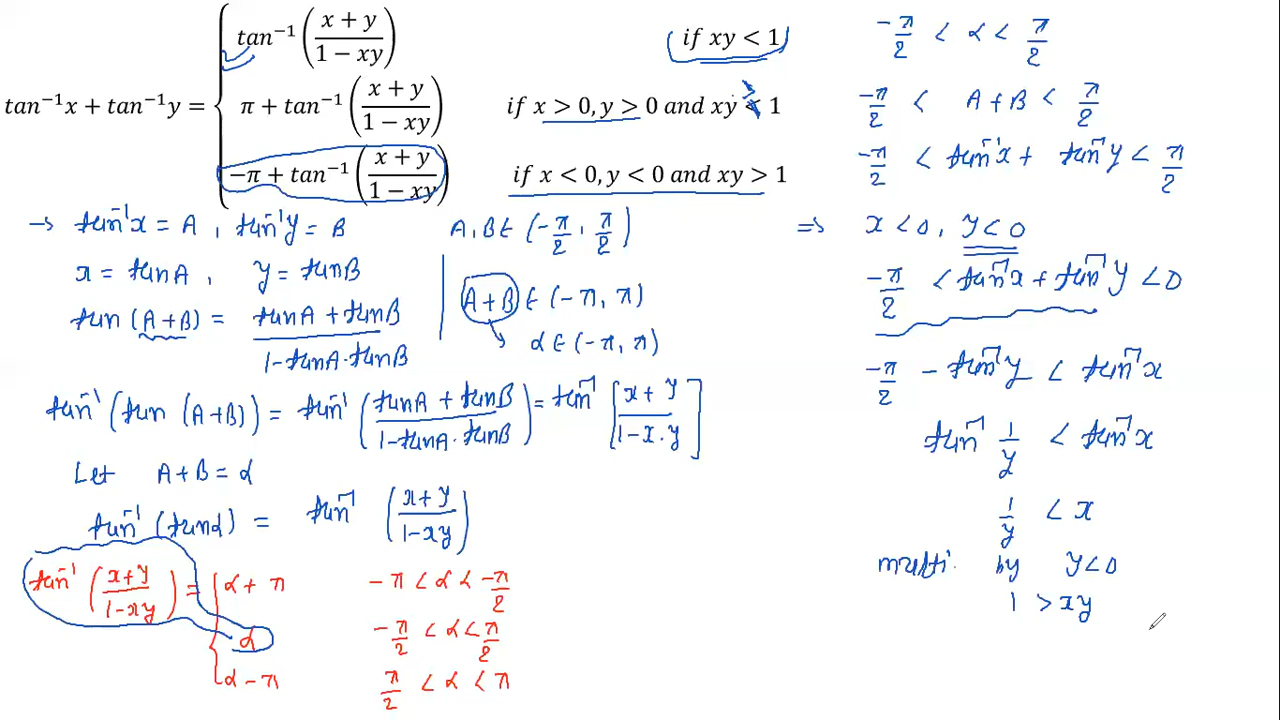 tan⁻¹x + tan⁻¹y = { tan⁻¹((x + y)/(1 − xy)) if xy < 1
π + tan⁻¹((x + y)/(1 − xy)) if x > 0, y > 0 and xy > 1
−π + tan⁻¹((x + y)/(1 − xy)) if x < 0, y < 0 and xy > 1
→ tan⁻¹x = A , tan⁻¹y = B
x = tanA , y = tanB
tan (A+B) = (tanA + tanB)/(1-tanA·tanB)
A, B ∈ (-π/2, π/2)
A+B ∈ (-π, π)
α ∈ (-π, π)
tan⁻¹(tan (A+B)) = tan⁻¹((tanA + tanB)/(1-tanA·tanB)) = tan⁻¹[(x+y)/(1-x.y)]
Let A+B = α
tan⁻¹(tanα) = tan⁻¹((x+y)/(1-xy))
tan⁻¹((x+y)/(1-xy)) = { α + π -π < α < -π/2
α -π/2 < α < π/2
α - π π/2 < α < π
-π/2 < α < π/2
-π/2 < A+B < π/2
-π/2 < tan⁻¹x + tan⁻¹y < π/2
⇒ x < 0, y < 0
-π/2 < tan⁻¹x + tan⁻¹y < 0
-π/2 - tan⁻¹y < tan⁻¹x
tan⁻¹ 1/y < tan⁻¹x
1/y < x
multi. by y < 0
1 > xy